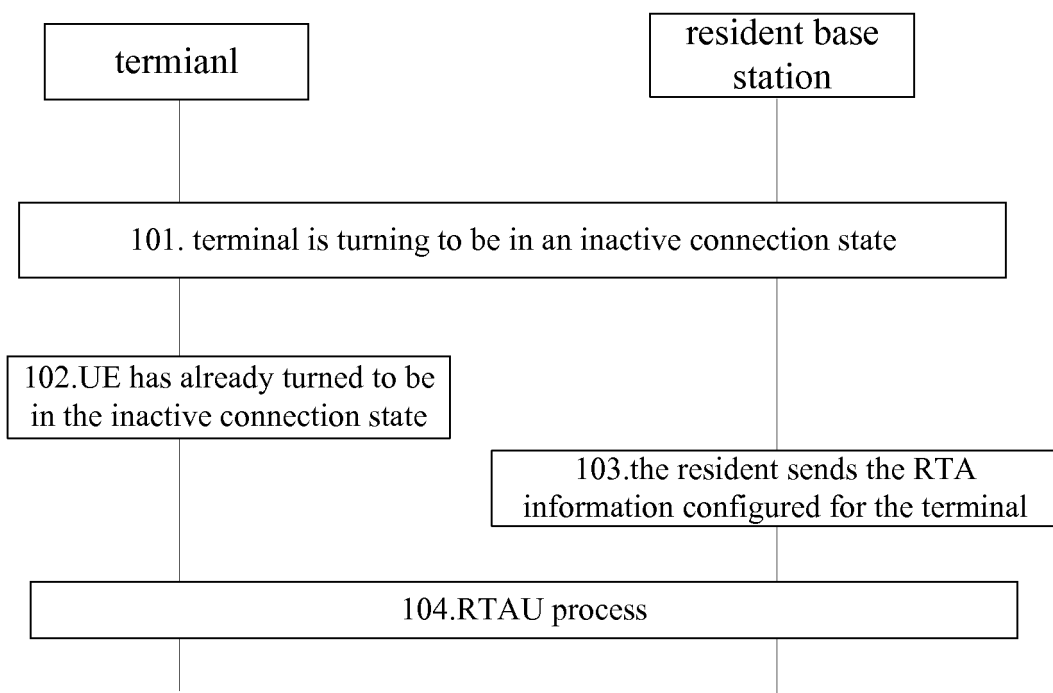 termianl
resident base
station
101. terminal is turning to be in an inactive connection state
102.UE has already turned to be
in the inactive connection state
103.the resident sends the RTA
information configured for the terminal
104.RTAU process